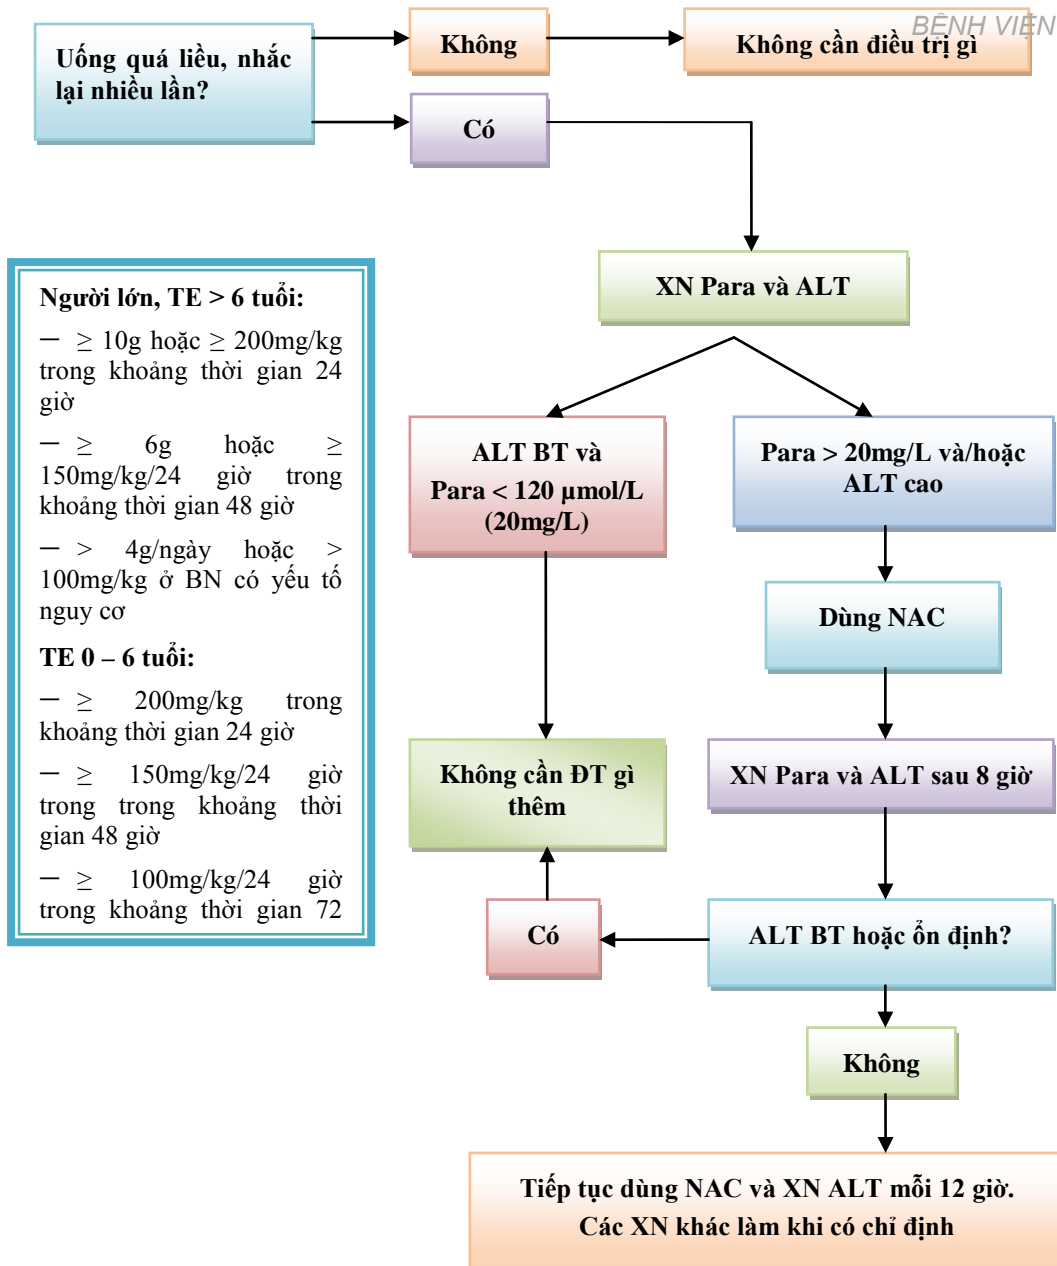 BỆNH VIỆN
Uống quá liều, nhắc
lại nhiều lần?
Không
Không cần điều trị gì
Có
XN Para và ALT
Người lớn, TE > 6 tuổi:
─ ≥ 10g hoặc ≥ 200mg/kg
trong khoảng thời gian 24
giờ
─ ≥ 6g hoặc ≥
150mg/kg/24 giờ trong
khoảng thời gian 48 giờ
─ > 4g/ngày hoặc >
100mg/kg ở BN có yếu tố
nguy cơ
TE 0 – 6 tuổi:
─ ≥ 200mg/kg trong
khoảng thời gian 24 giờ
─ ≥ 150mg/kg/24 giờ
trong trong khoảng thời
gian 48 giờ
─ ≥ 100mg/kg/24 giờ
trong khoảng thời gian 72
ALT BT và
Para < 120 µmol/L
(20mg/L)
Para > 20mg/L và/hoặc
ALT cao
Dùng NAC
Không cần ĐT gì
thêm
XN Para và ALT sau 8 giờ
Có
ALT BT hoặc ổn định?
Không
Tiếp tục dùng NAC và XN ALT mỗi 12 giờ.
Các XN khác làm khi có chỉ định